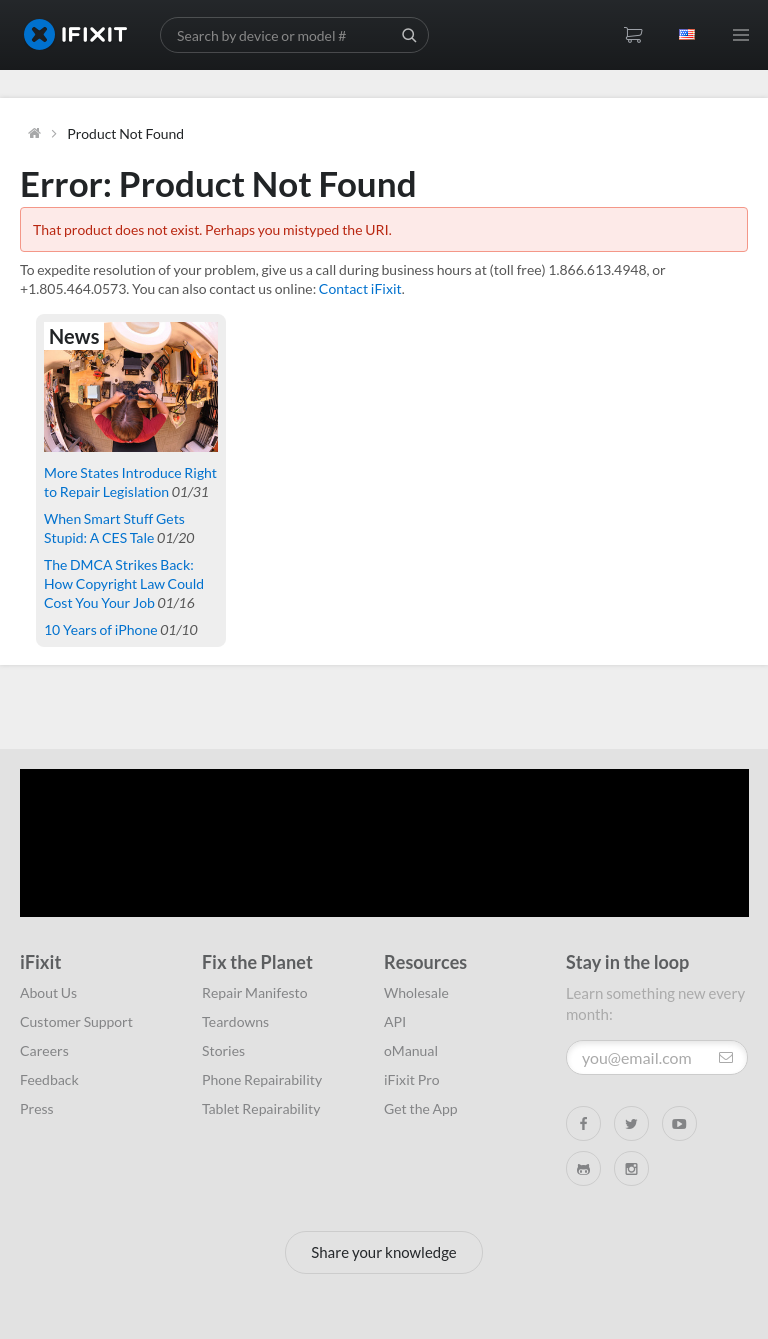 IFIXIT
Search by device or model #
Product Not Found
Error: Product Not Found
That product does not exist. Perhaps you mistyped the URI.
To expedite resolution of your problem, give us a call during business hours at (toll free) 1.866.613.4948, or
+1.805.464.0573. You can also contact us online: Contact iFixit.
News
More States Introduce Right
to Repair Legislation 01/31
When Smart Stuff Gets
Stupid: A CES Tale 01/20
The DMCA Strikes Back:
How Copyright Law Could
Cost You Your Job 01/16
10 Years of iPhone 01/10
iFixit
About Us
Customer Support
Careers
Feedback
Press
Fix the Planet
Repair Manifesto
Teardowns
Stories
Phone Repairability
Tablet Repairability
Resources
Wholesale
API
oManual
iFixit Pro
Get the App
Stay in the loop
Learn something new every
month:
you@email.com
Share your knowledge